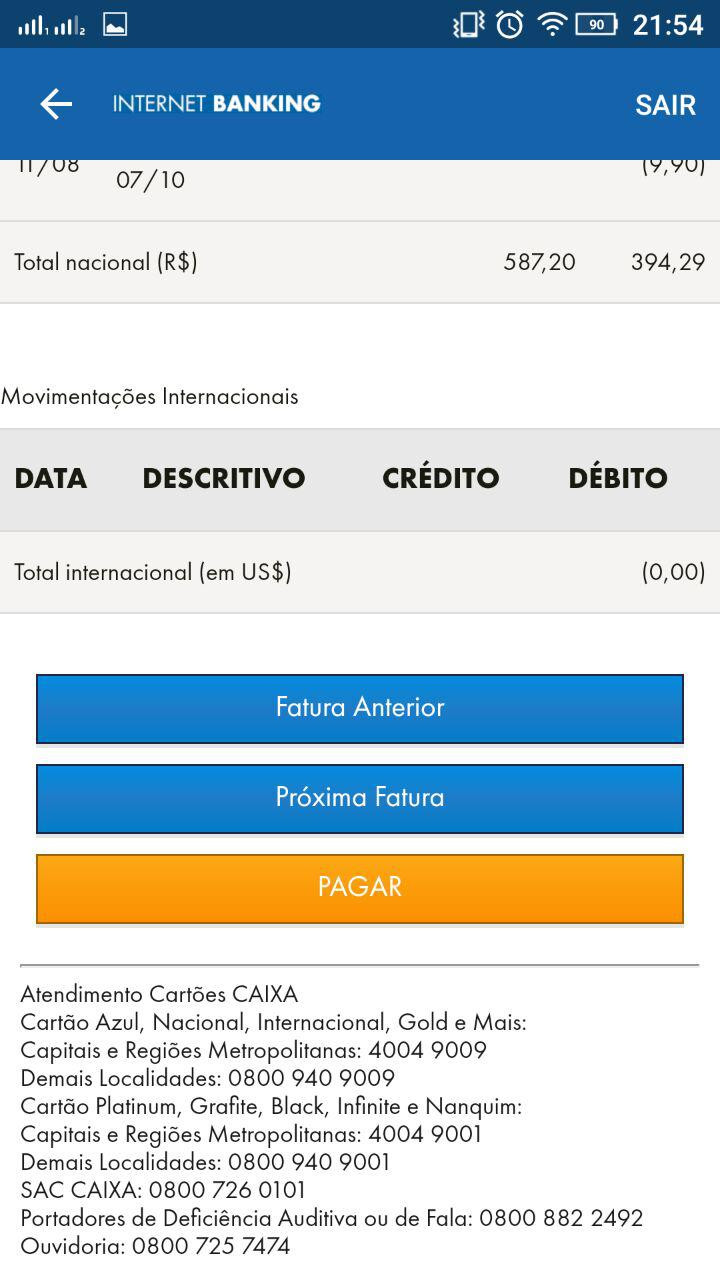 1 2 90 21:54
INTERNET BANKING SAIR
11/08 (9,90)
07/10
Total nacional (R$) 587,20 394,29
Movimentações Internacionais
DATA DESCRITIVO CRÉDITO DÉBITO
Total internacional (em US$) (0,00)
Fatura Anterior
Próxima Fatura
PAGAR
Atendimento Cartões CAIXA
Cartão Azul, Nacional, Internacional, Gold e Mais:
Capitais e Regiões Metropolitanas: 4004 9009
Demais Localidades: 0800 940 9009
Cartão Platinum, Grafite, Black, Infinite e Nanquim:
Capitais e Regiões Metropolitanas: 4004 9001
Demais Localidades: 0800 940 9001
SAC CAIXA: 0800 726 0101
Portadores de Deficiência Auditiva ou de Fala: 0800 882 2492
Ouvidoria: 0800 725 7474